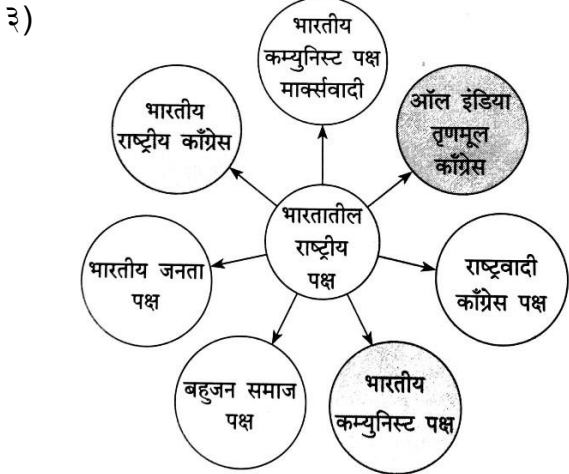 ३)
भारतीय
कम्युनिस्ट पक्ष
मार्क्सवादी
ऑल इंडिया
तृणमूल
काँग्रेस
भारतीय
राष्ट्रीय काँग्रेस
भारतातील
राष्ट्रीय
पक्ष
राष्ट्रवादी
काँग्रेस पक्ष
भारतीय जनता
पक्ष
बहुजन समाज
पक्ष
भारतीय
कम्युनिस्ट पक्ष